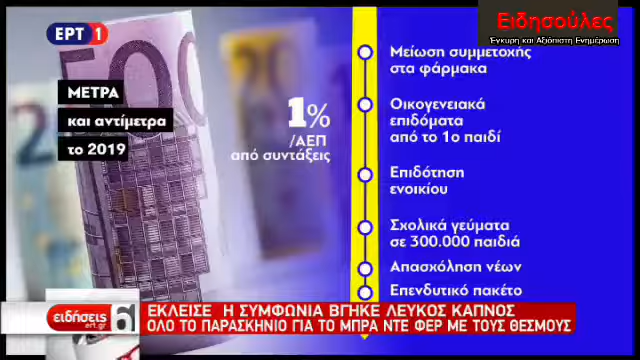 ΕΡΤ 1
Ειδησούλες
Έγκυρη και Αξιόπιστη Ενημέρωση
ΜΕΤΡΑ
και αντίμετρα
το 2019
1%
/ΑΕΠ
από συντάξεις
Μείωση συμμετοχής
στα φάρμακα
Οικογενειακά
επιδόματα
από το 1ο παιδί
Επιδότηση
ενοικίου
Σχολικά γεύματα
σε 300.000 παιδιά
Απασχόληση νέων
Επενδυτικό πακέτο
ειδήσεις
ert.gr
ΕΚΛΕΙΣΕ Η ΣΥΜΦΩΝΙΑ ΒΓΗΚΕ ΛΕΥΚΟΣ ΚΑΠΝΟΣ
ΟΛΟ ΤΟ ΠΑΡΑΣΚΗΝΙΟ ΓΙΑ ΤΟ ΜΠΡΑ ΝΤΕ ΦΕΡ ΜΕ ΤΟΥΣ ΘΕΣΜΟΥΣ
500
20